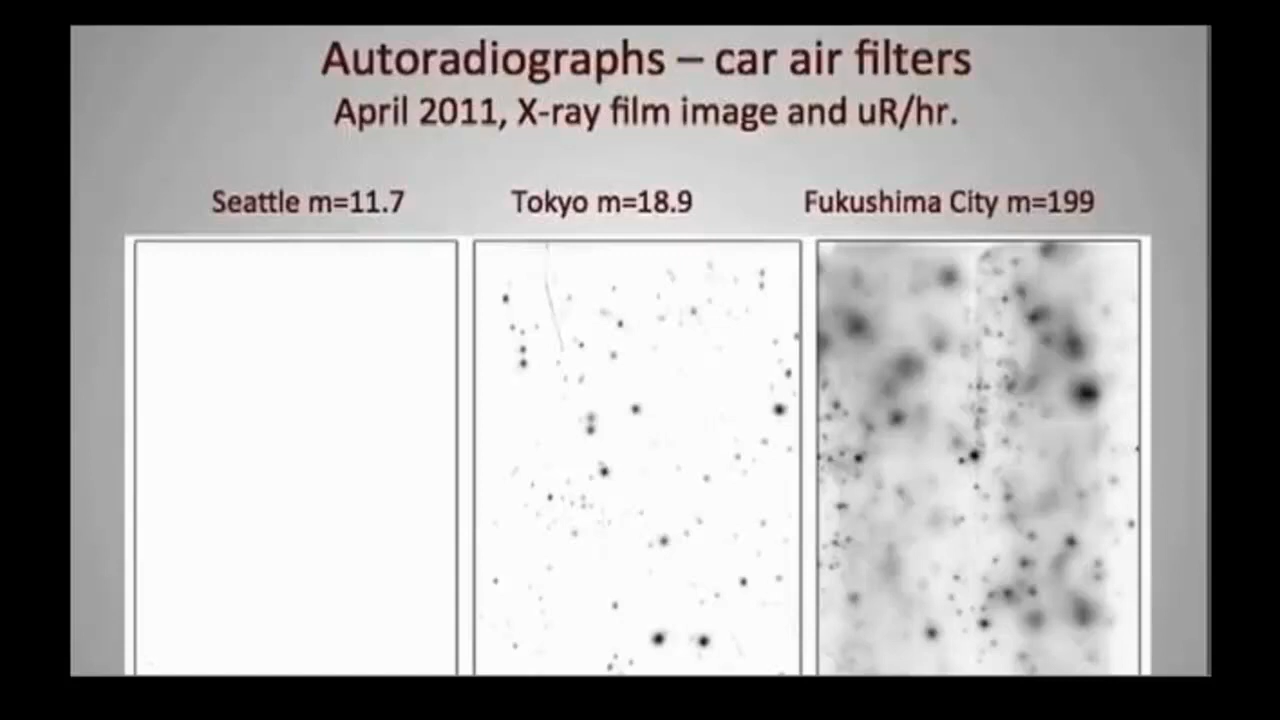 Autoradiographs – car air filters
April 2011, X-ray film image and uR/hr.
Seattle m=11.7
Tokyo m=18.9
Fukushima City m=199